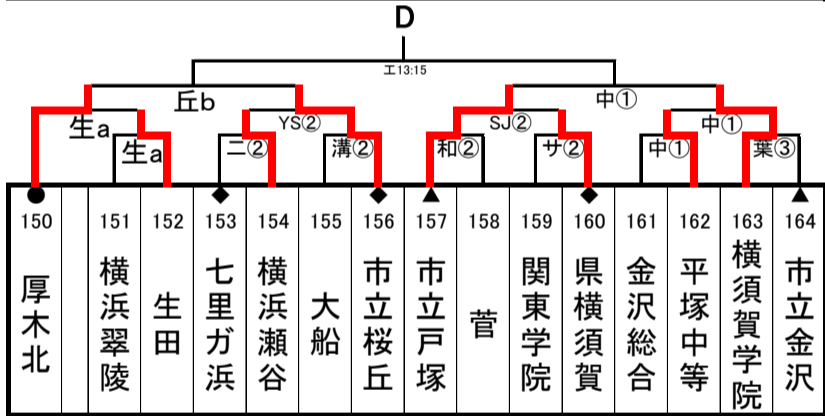 D
エ13:15
丘b
中①
生a
YS②
SJ②
中①
生a
二②
溝②
和②
サ②
中①
葉③
150
151
152
153
154
155
156
157
158
159
160
161
162
163
164
厚木北
横浜翠陵
生田
七里ガ浜
横浜瀬谷
大船
市立桜丘
市立戸塚
菅
関東学院
県横須賀
金沢総合
平塚中等
横須賀学院
市立金沢